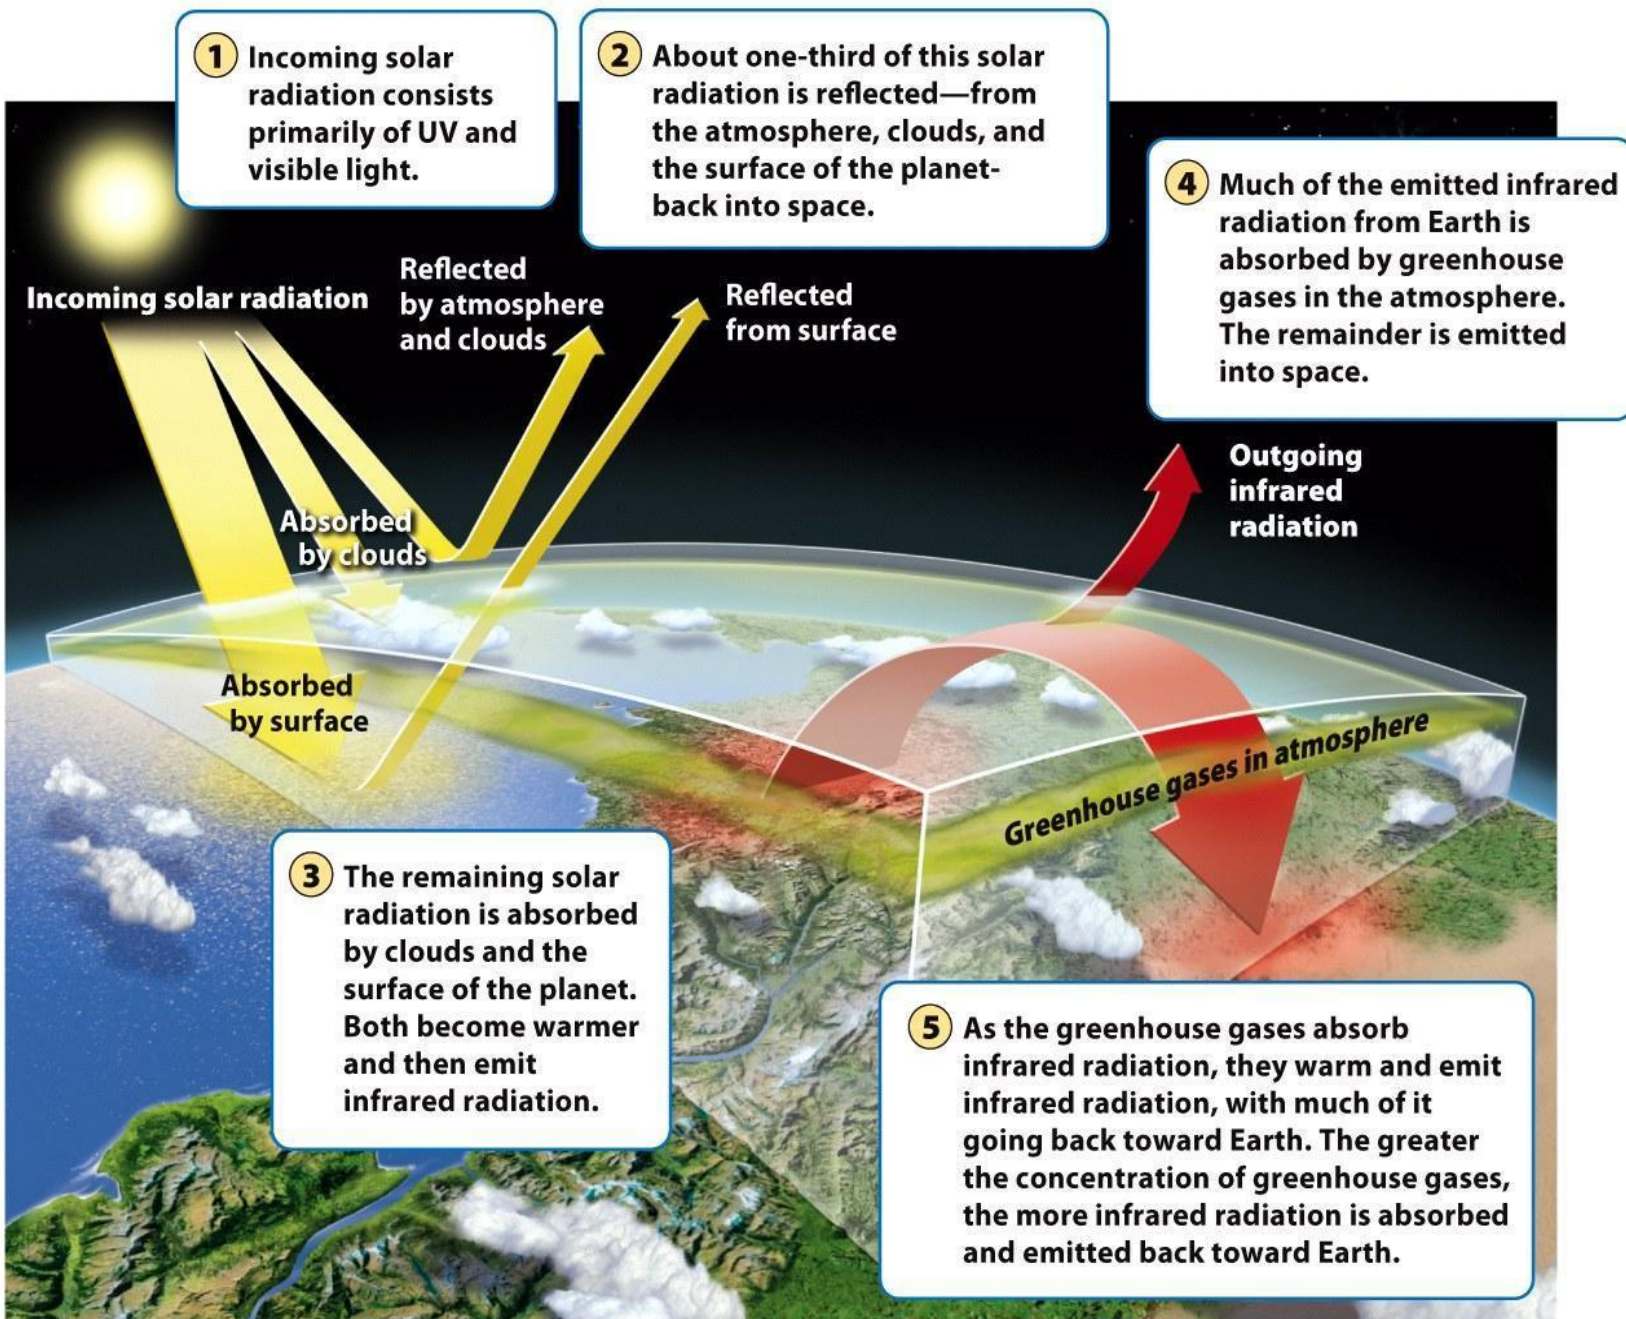 1 Incoming solar
radiation consists
primarily of UV and
visible light.
2 About one-third of this solar
radiation is reflected—from
the atmosphere, clouds, and
the surface of the planet-
back into space.
4 Much of the emitted infrared
radiation from Earth is
absorbed by greenhouse
gases in the atmosphere.
The remainder is emitted
into space.
Incoming solar radiation
Reflected
by atmosphere
and clouds
Reflected
from surface
Outgoing
infrared
radiation
Absorbed
by clouds
Absorbed
by surface
Greenhouse gases in atmosphere
3 The remaining solar
radiation is absorbed
by clouds and the
surface of the planet.
Both become warmer
and then emit
infrared radiation.
5 As the greenhouse gases absorb
infrared radiation, they warm and emit
infrared radiation, with much of it
going back toward Earth. The greater
the concentration of greenhouse gases,
the more infrared radiation is absorbed
and emitted back toward Earth.